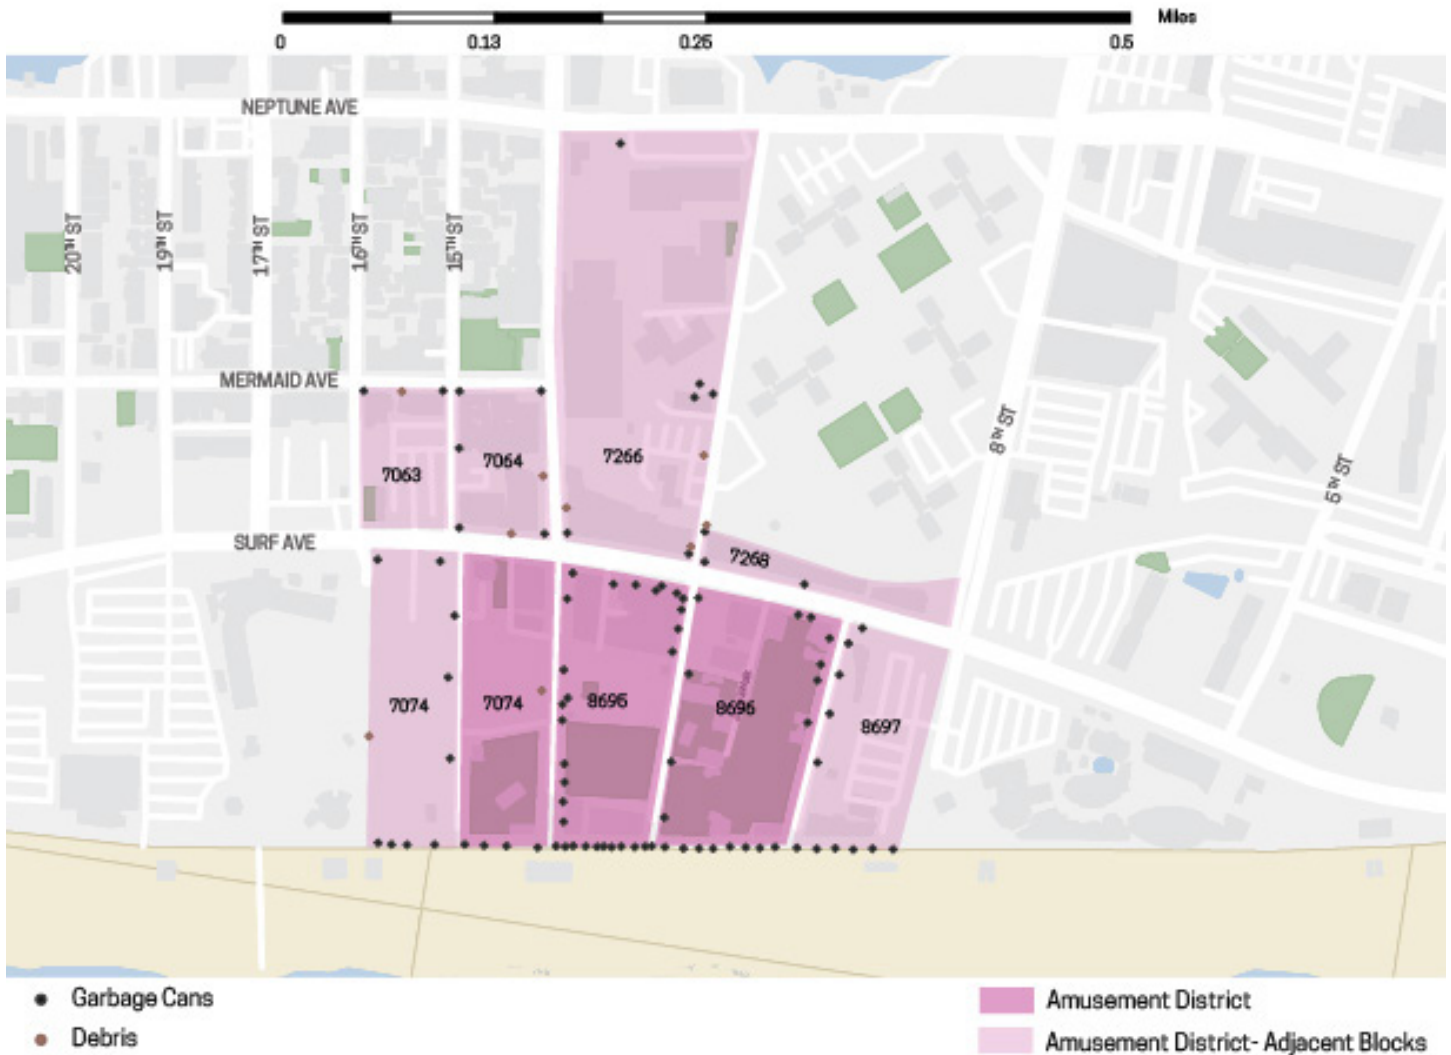 Miles
0 0.13 0.25 0.5
NEPTUNE AVE
20TH ST
19TH ST
17TH ST
16TH ST
15TH ST
MERMAID AVE
8TH ST
7063
7064
7266
5TH ST
SURF AVE
7268
7074
7074
8695
8696
8697
Garbage Cans
Debris
Amusement District
Amusement District- Adjacent Blocks